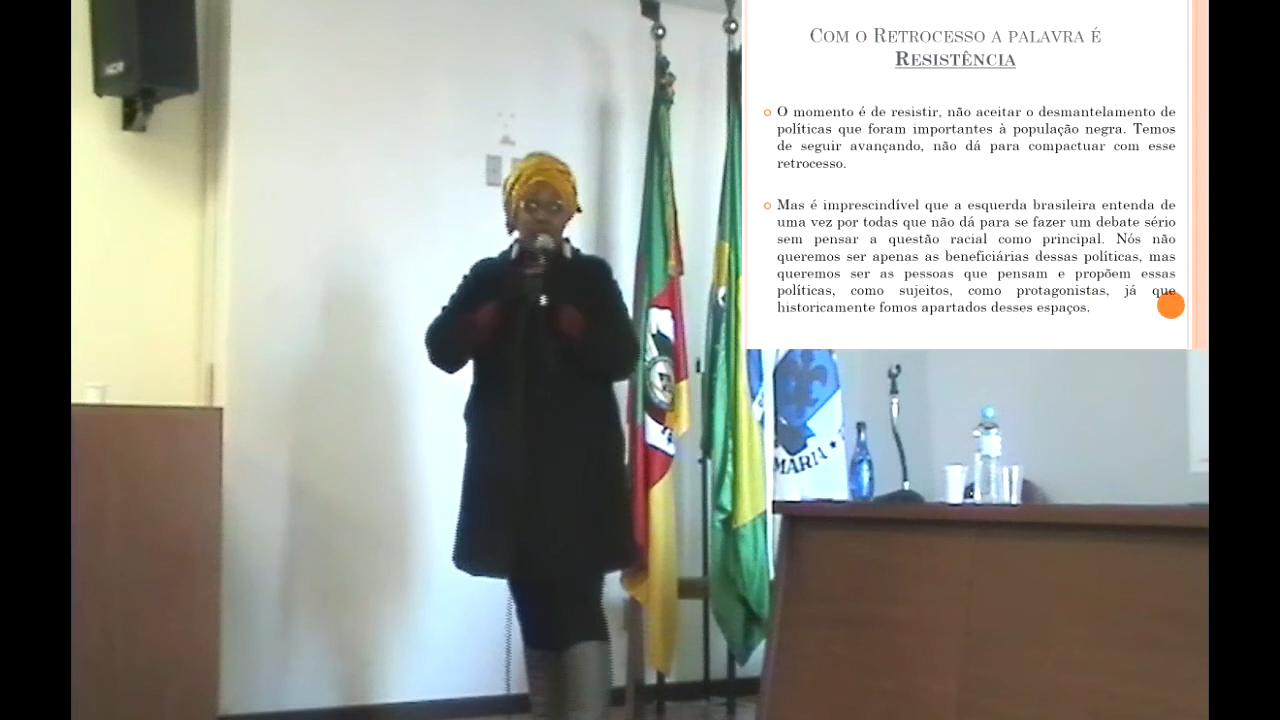 Com o Retrocesso a palavra é
Resistência
O momento é de resistir, não aceitar o desmantelamento de
políticas que foram importantes à população negra. Temos
de seguir avançando, não dá para compactuar com esse
retrocesso.
Mas é imprescindível que a esquerda brasileira entenda de
uma vez por todas que não dá para se fazer um debate sério
sem pensar a questão racial como principal. Nós não
queremos ser apenas as beneficiárias dessas políticas, mas
queremos ser as pessoas que pensam e propõem essas
políticas, como sujeitos, como protagonistas, já que
historicamente fomos apartados desses espaços.
MARIA